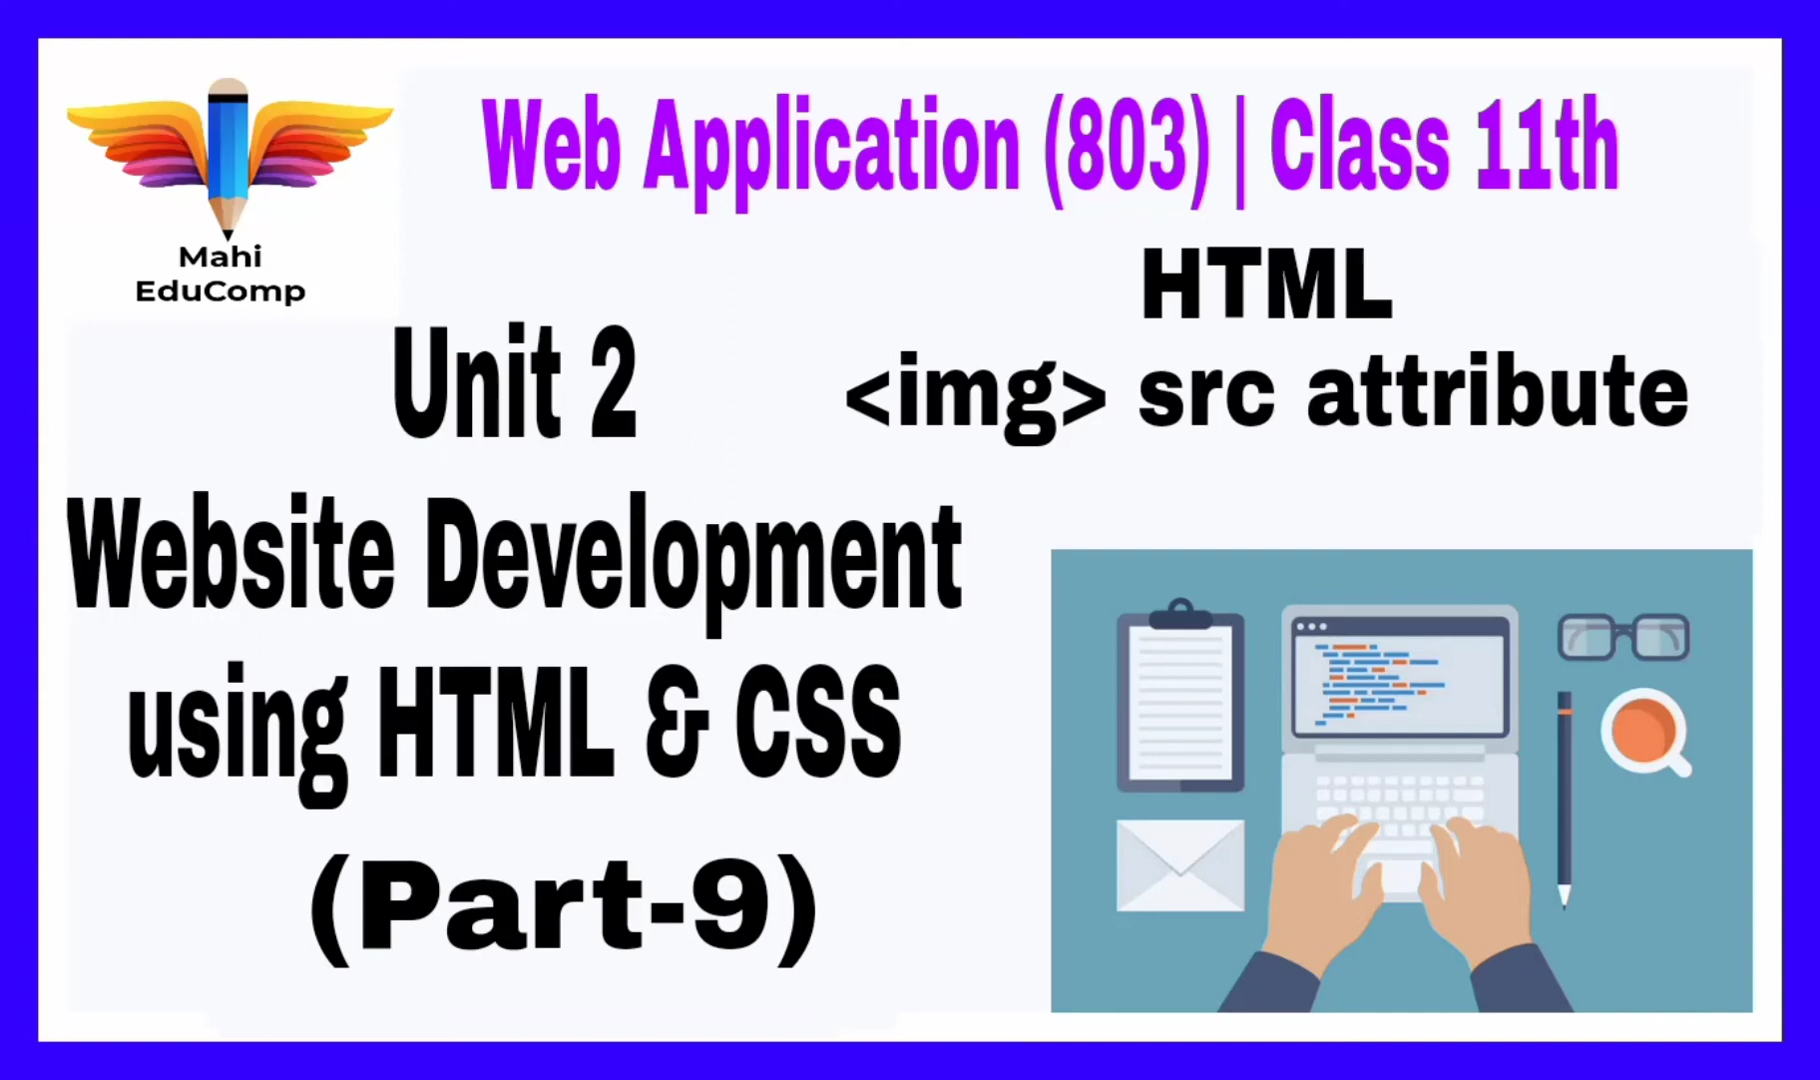 Web Application (803) | Class 11th
Mahi
EduComp
HTML
<img> src attribute
Unit 2
Website Development
using HTML & CSS
(Part-9)